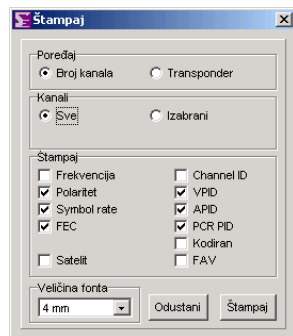 Štampaj
Poređaj
Broj kanala Transponder
Kanali
Sve Izabrani
Štampaj
Frekvencija Channel ID
Polaritet VPID
Symbol rate APID
FEC PCR PID
Kodiran
Satelit FAV
Veličina fonta
4 mm Odustani Štampaj